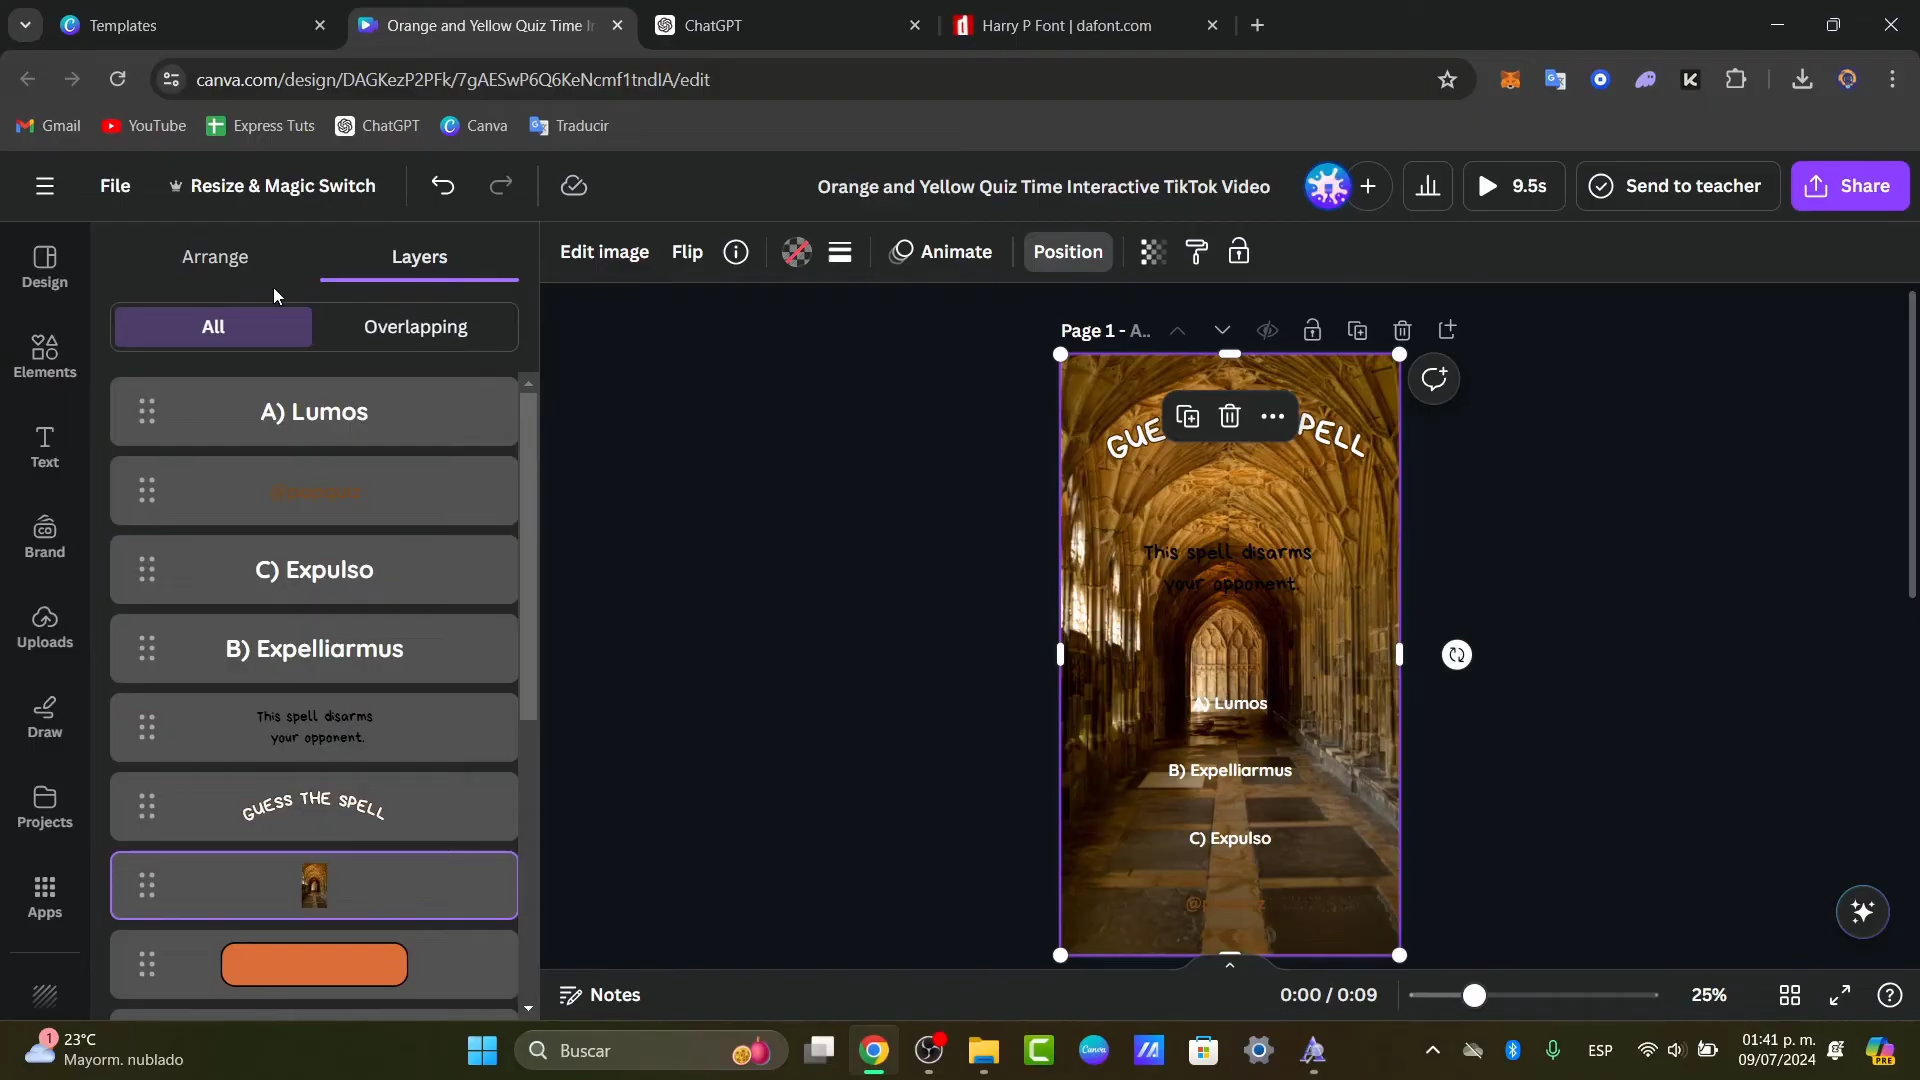 Templates
Orange and Yellow Quiz Time In
ChatGPT
Harry P Font | dafont.com
canva.com/design/DAGKezP2PFk/7gAESwP6Q6KeNcmf1tndIA/edit
Gmail
YouTube
Express Tuts
ChatGPT
Canva
Traducir
File
Resize & Magic Switch
Orange and Yellow Quiz Time Interactive TikTok Video
9.5s
Send to teacher
Share
Design
Elements
Text
Brand
Uploads
Draw
Projects
Apps
Arrange
Layers
All
Overlapping
A) Lumos
C) Expulso
B) Expelliarmus
This spell disarms
your opponent.
GUESS THE SPELL
Edit image
Flip
Animate
Position
Page 1 - A..
GUE PELL
This spell disarms
your opponent.
A) Lumos
B) Expelliarmus
C) Expulso
Notes
0:00 / 0:09
25%
1
23°C
Mayorm. nublado
Buscar
Canva
ESP
01:41 p. m.
09/07/2024
PRE